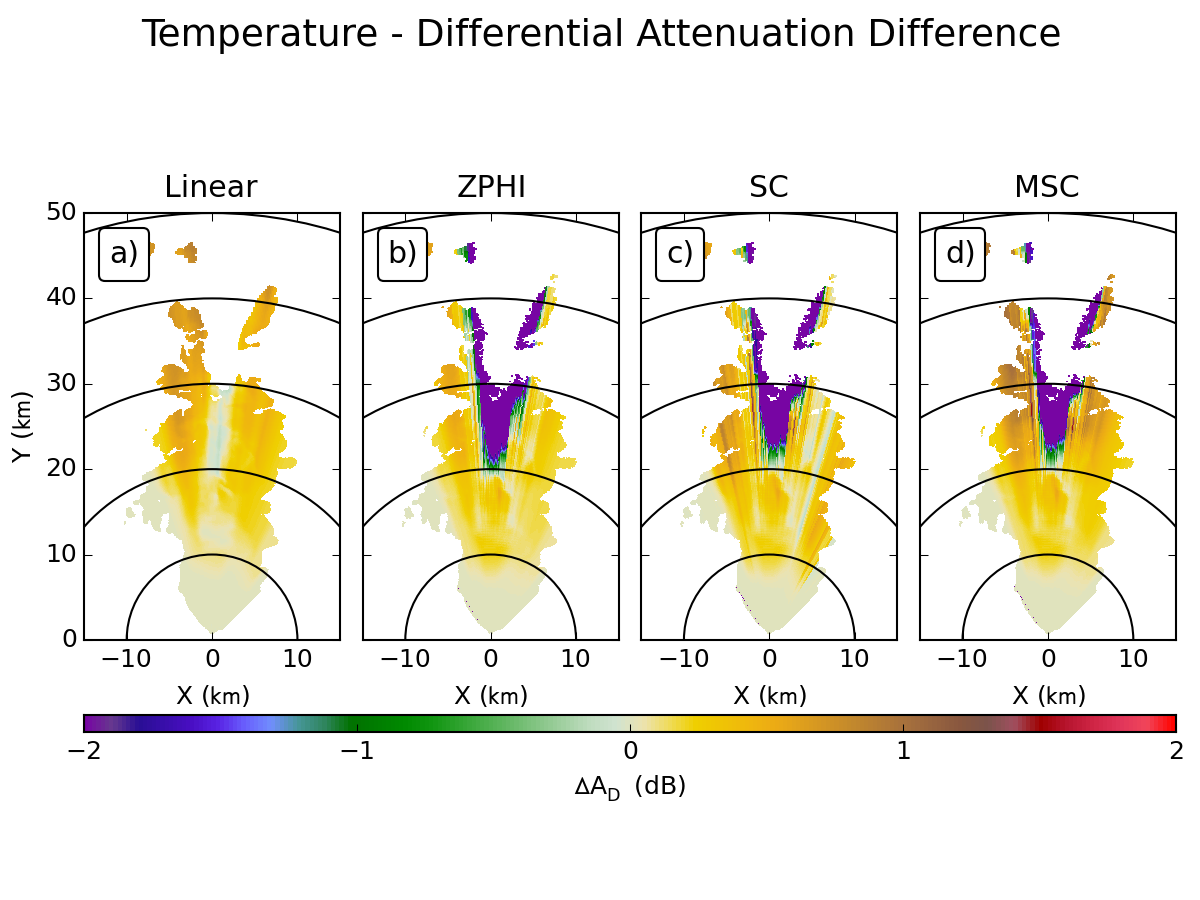 Temperature - Differential Attenuation Difference
Linear ZPHI SC MSC
a) b) c) d)
50
40
30
20
10
0
Y (km)
−10 0 10 −10 0 10 −10 0 10 −10 0 10
X (km) X (km) X (km) X (km)
−2 −1 0 1 2
ΔA_D (dB)